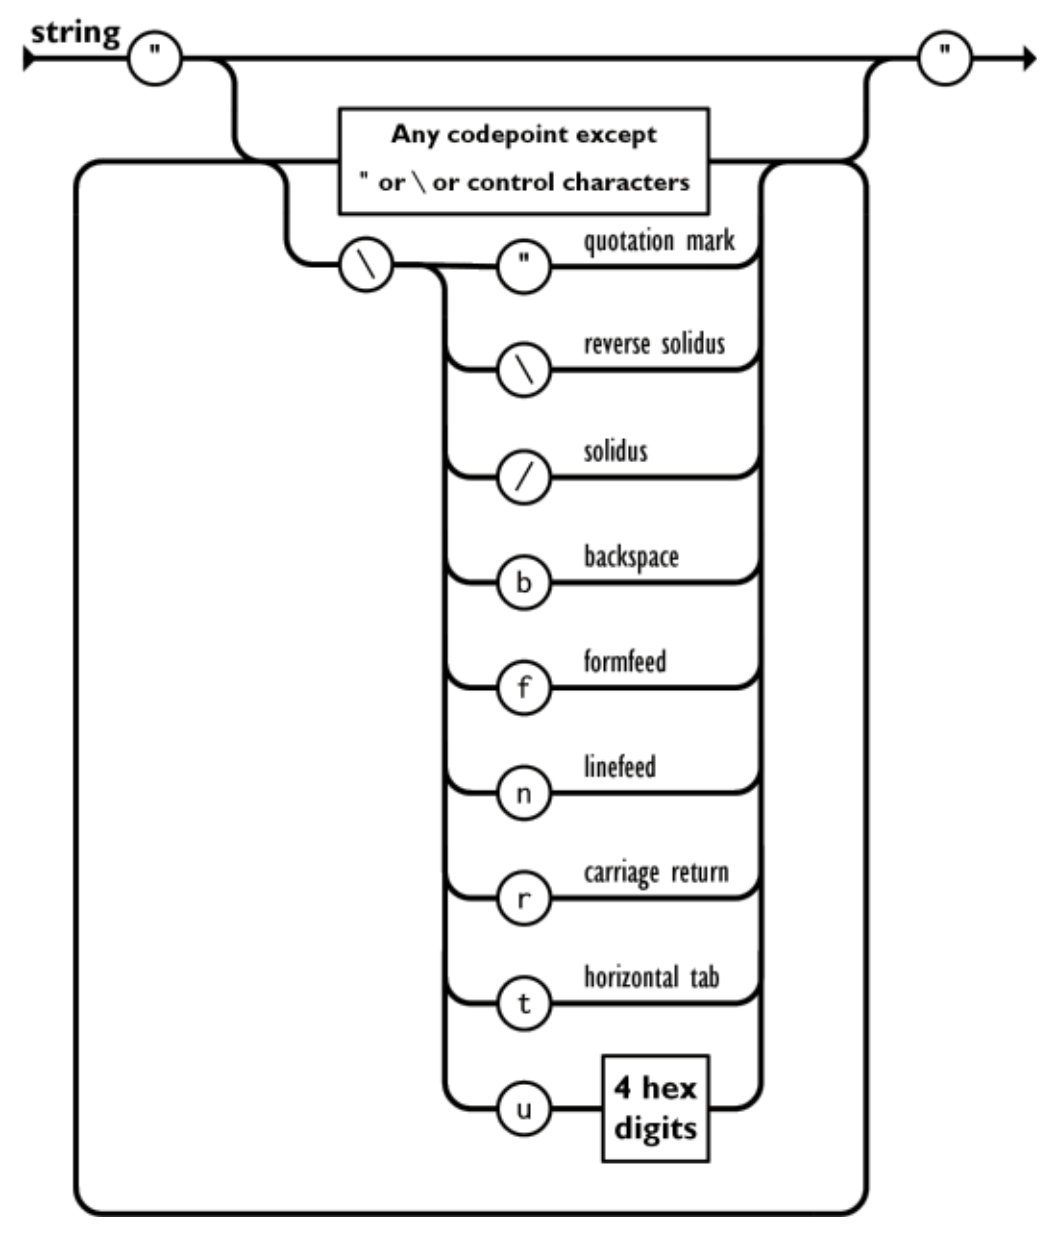 string
"
"
Any codepoint except
" or \ or control characters
\
"
quotation mark
\
reverse solidus
/
solidus
b
backspace
f
formfeed
n
linefeed
r
carriage return
t
horizontal tab
u
4 hex
digits